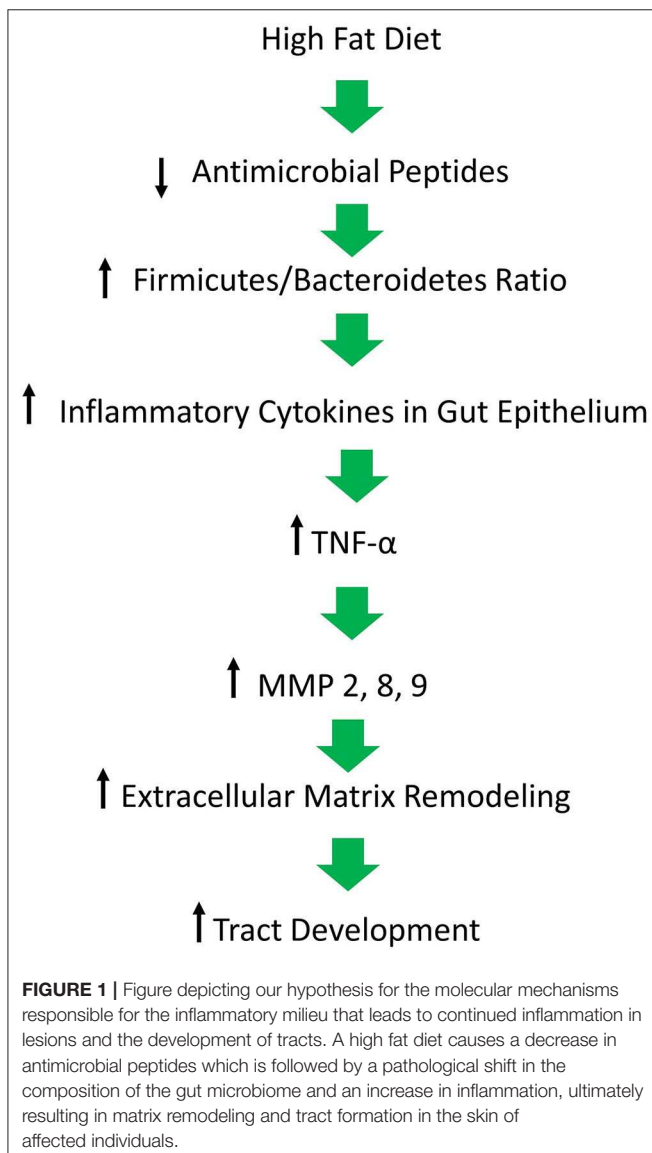 High Fat Diet
↓ Antimicrobial Peptides
↑ Firmicutes/Bacteroidetes Ratio
↑ Inflammatory Cytokines in Gut Epithelium
↑ TNF-α
↑ MMP 2, 8, 9
↑ Extracellular Matrix Remodeling
↑ Tract Development
FIGURE 1 | Figure depicting our hypothesis for the molecular mechanisms
responsible for the inflammatory milieu that leads to continued inflammation in
lesions and the development of tracts. A high fat diet causes a decrease in
antimicrobial peptides which is followed by a pathological shift in the
composition of the gut microbiome and an increase in inflammation, ultimately
resulting in matrix remodeling and tract formation in the skin of
affected individuals.